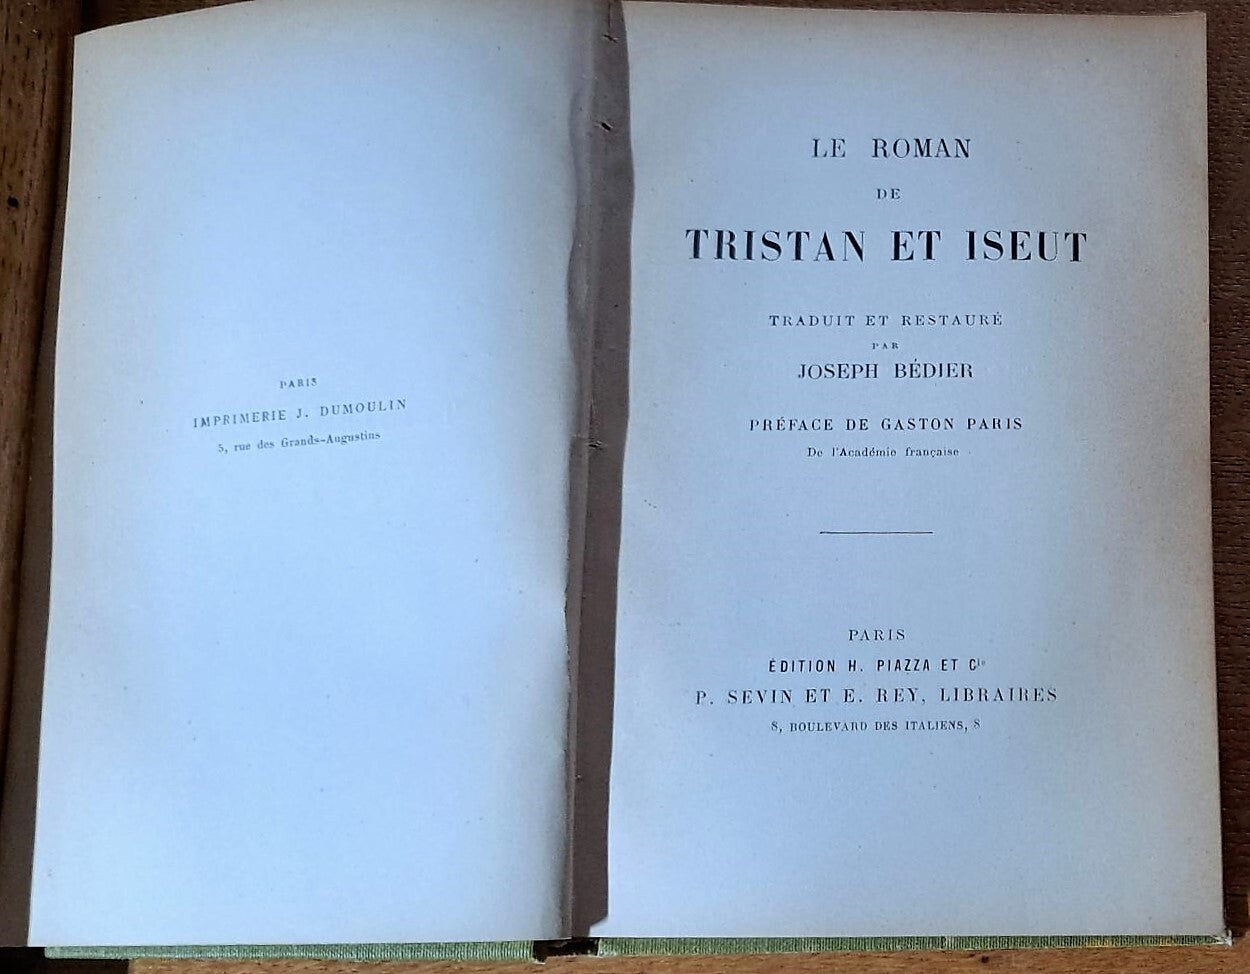 PARIS
IMPRIMERIE J. DUMOULIN
5, rue des Grands-Augustins
LE ROMAN
DE
TRISTAN ET ISEUT
TRADUIT ET RESTAURÉ
PAR
JOSEPH BÉDIER
PRÉFACE DE GASTON PARIS
De l'Académie française
PARIS
ÉDITION H. PIAZZA ET Cie
P. SEVIN ET E. REY, LIBRAIRES
8, BOULEVARD DES ITALIENS, 8